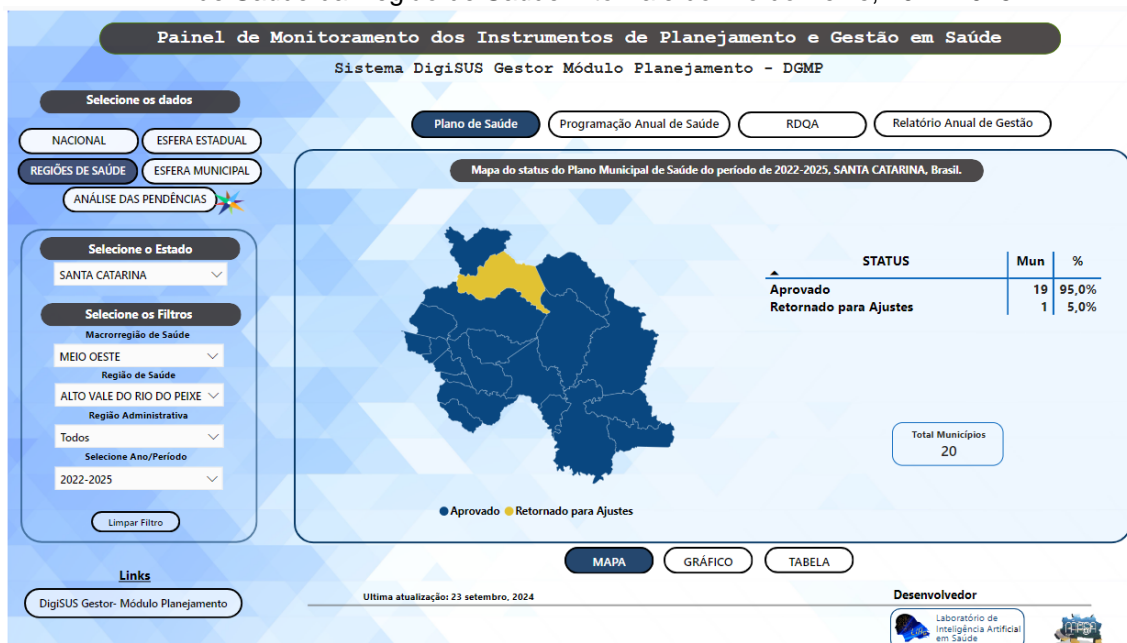 Painel de Monitoramento dos Instrumentos de Planejamento e Gestão em Saúde
Sistema DigiSUS Gestor Módulo Planejamento - DGMP
Selecione os dados
NACIONAL
ESFERA ESTADUAL
REGIÕES DE SAÚDE
ESFERA MUNICIPAL
ANÁLISE DAS PENDÊNCIAS
Selecione o Estado
SANTA CATARINA
Selecione os Filtros
Macrorregião de Saúde
MEIO OESTE
Região de Saúde
ALTO VALE DO RIO DO PEIXE
Região Administrativa
Todos
Selecione Ano/Período
2022-2025
Limpar Filtro
Links
DigiSUS Gestor- Módulo Planejamento
Plano de Saúde
Programação Anual de Saúde
RDQA
Relatório Anual de Gestão
Mapa do status do Plano Municipal de Saúde do período de 2022-2025, SANTA CATARINA, Brasil.
STATUS Mun %
Aprovado 19 95,0%
Retornado para Ajustes 1 5,0%
Total Municípios
20
Aprovado Retornado para Ajustes
MAPA
GRÁFICO
TABELA
Ultima atualização: 23 setembro, 2024
Desenvolvedor
Laboratório de
Inteligência Artificial
em Saúde